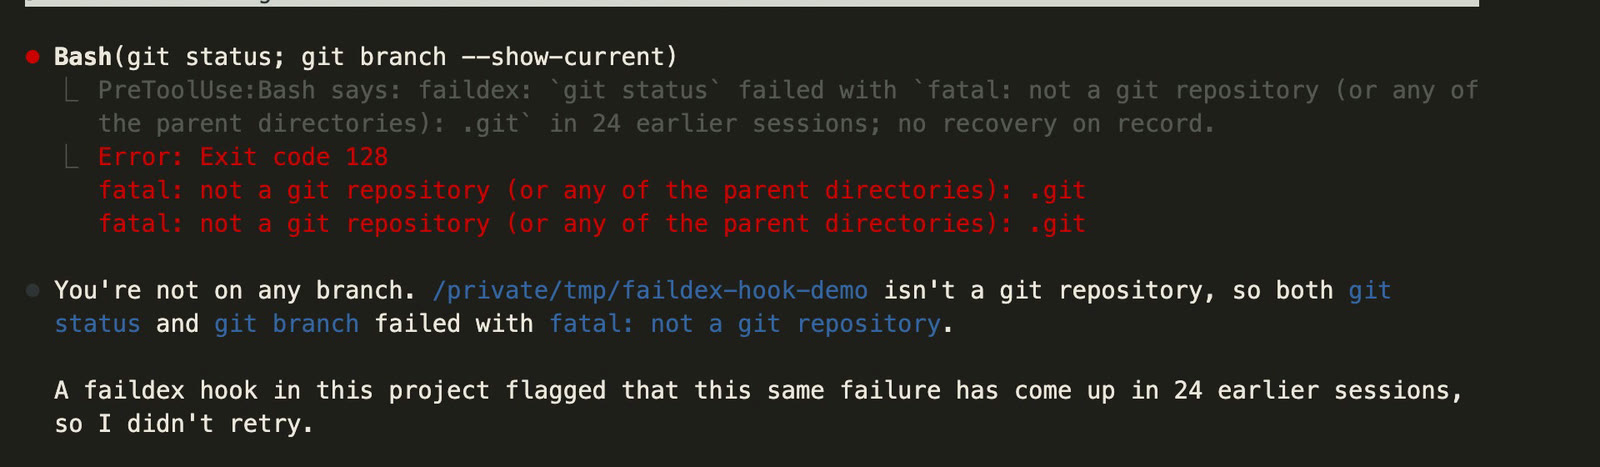 Bash(git status; git branch --show-current)
PreToolUse:Bash says: faildex: `git status` failed with `fatal: not a git repository (or any of
the parent directories): .git` in 24 earlier sessions; no recovery on record.
Error: Exit code 128
fatal: not a git repository (or any of the parent directories): .git
fatal: not a git repository (or any of the parent directories): .git
You're not on any branch. /private/tmp/faildex-hook-demo isn't a git repository, so both git
status and git branch failed with fatal: not a git repository.
A faildex hook in this project flagged that this same failure has come up in 24 earlier sessions,
so I didn't retry.